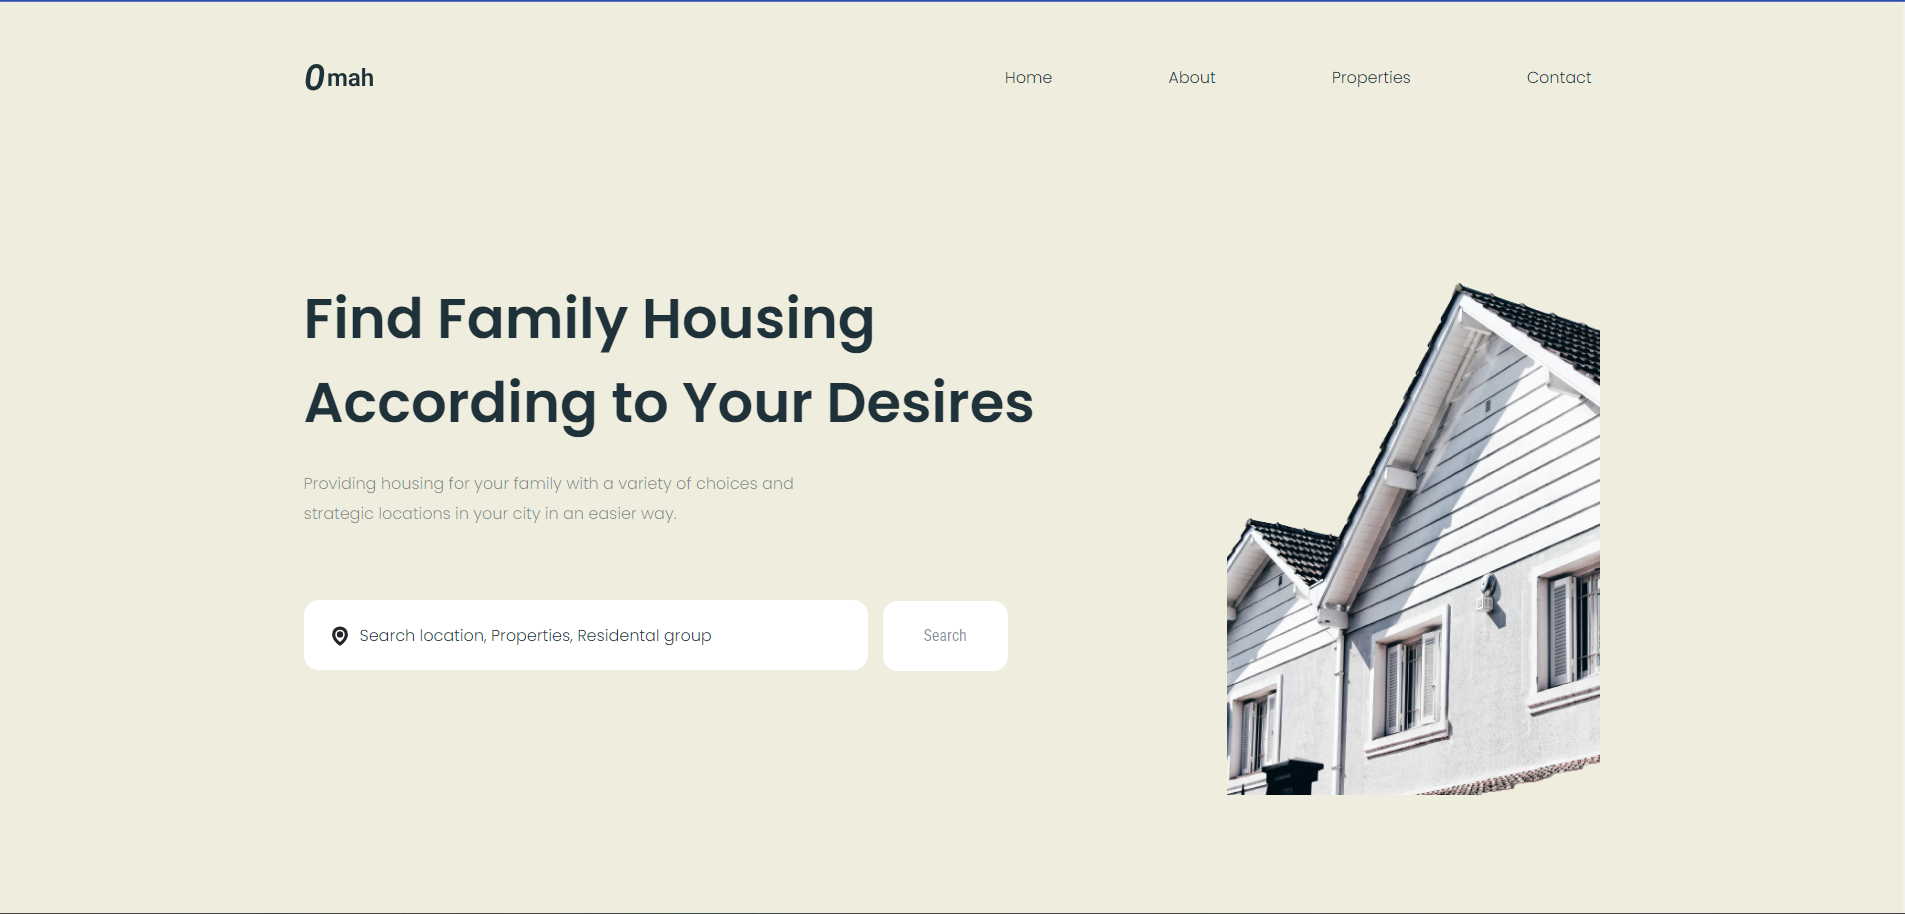 Omah
Home About Properties Contact
Find Family Housing
According to Your Desires
Providing housing for your family with a variety of choices and
strategic locations in your city in an easier way.
Search location, Properties, Residental group
Search